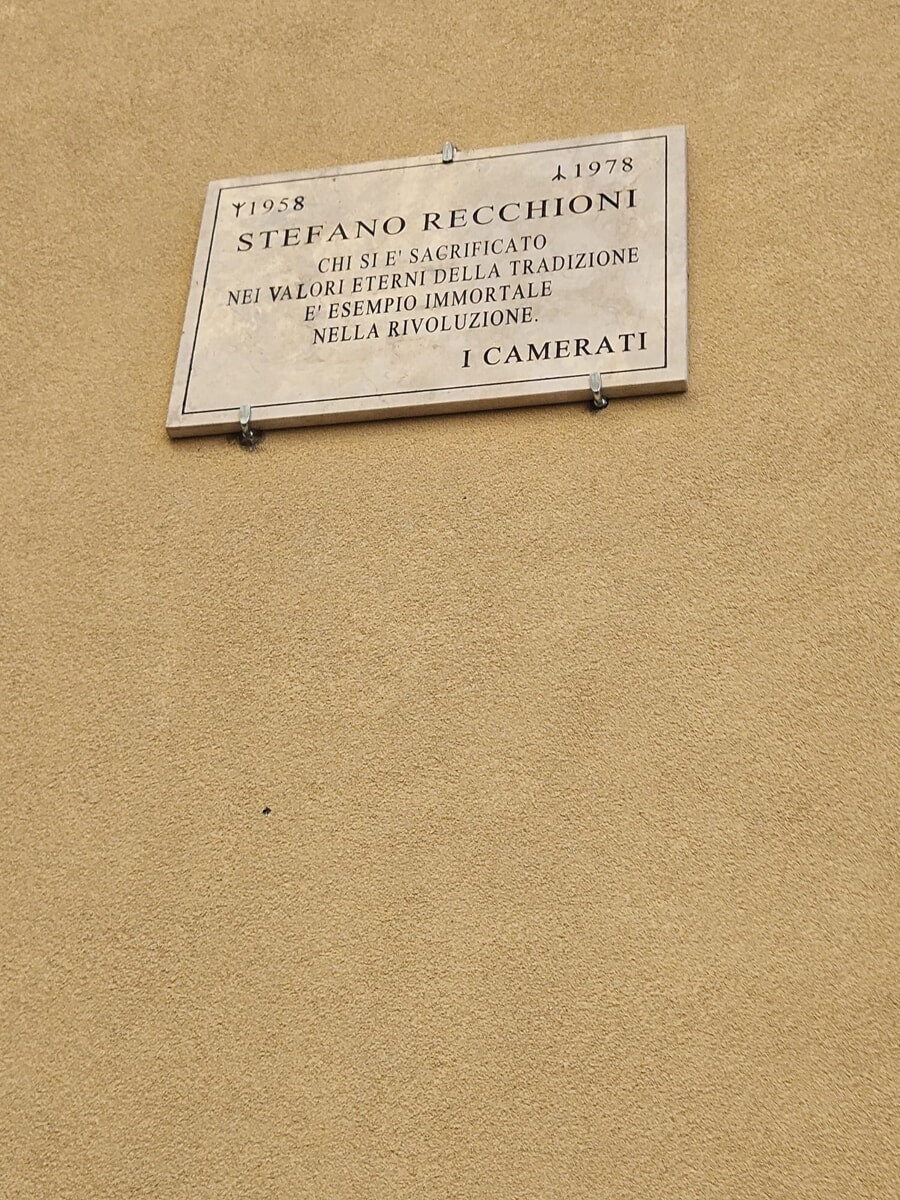 ᛉ1958 ᛦ1978
STEFANO RECCHIONI
CHI SI E' SACRIFICATO
NEI VALORI ETERNI DELLA TRADIZIONE
E' ESEMPIO IMMORTALE
NELLA RIVOLUZIONE.
I CAMERATI